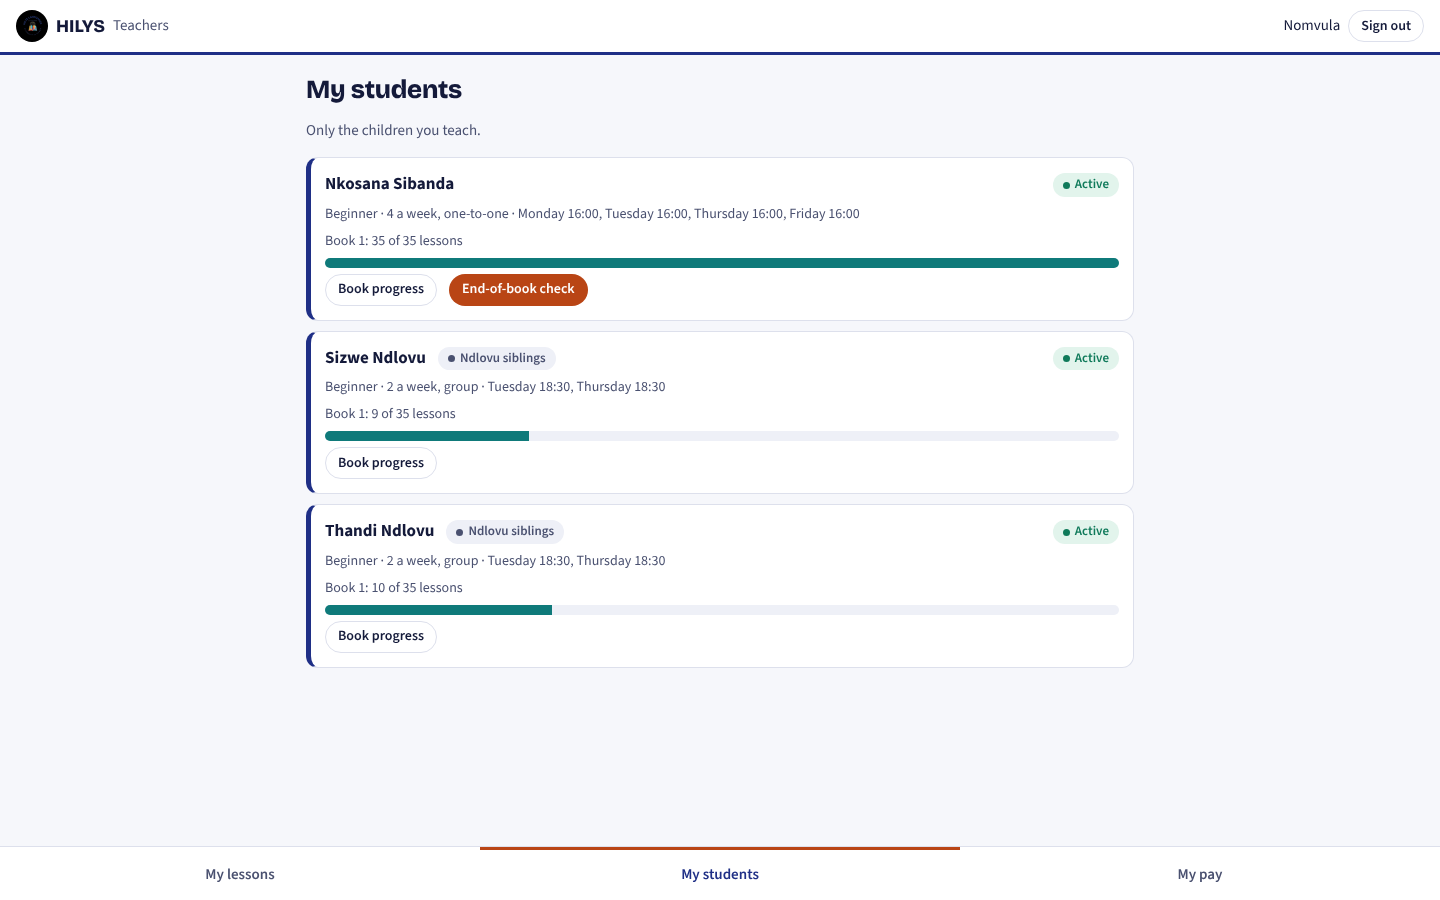 HILYS Teachers
Nomvula Sign out
My students
Only the children you teach.
Nkosana Sibanda Active
Beginner · 4 a week, one-to-one · Monday 16:00, Tuesday 16:00, Thursday 16:00, Friday 16:00
Book 1: 35 of 35 lessons
Book progress End-of-book check
Sizwe Ndlovu Ndlovu siblings Active
Beginner · 2 a week, group · Tuesday 18:30, Thursday 18:30
Book 1: 9 of 35 lessons
Book progress
Thandi Ndlovu Ndlovu siblings Active
Beginner · 2 a week, group · Tuesday 18:30, Thursday 18:30
Book 1: 10 of 35 lessons
Book progress
My lessons My students My pay